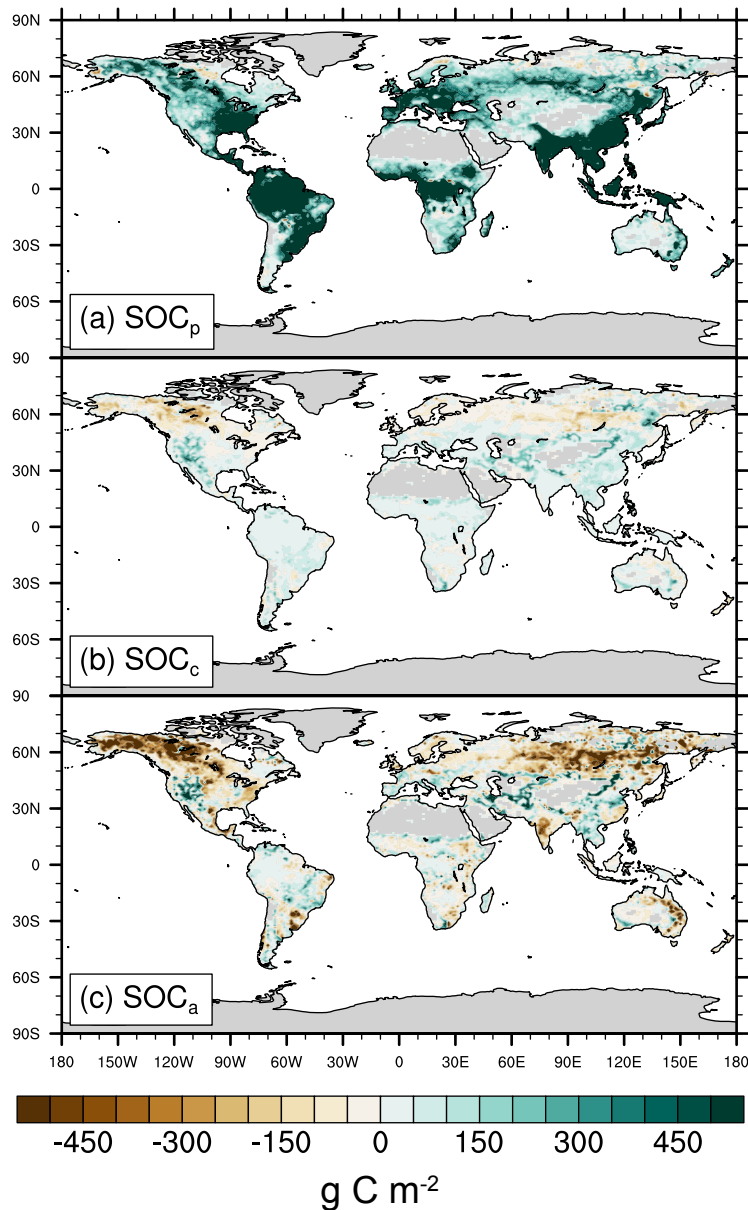 90N
60N
30N
0
30S
60S
(a) SOCp
90
60N
30N
0
30S
60S
(b) SOCc
90
60N
30N
0
30S
60S
(c) SOCa
90S
180 150W 120W 90W 60W 30W 0 30E 60E 90E 120E 150E 180
-450 -300 -150 0 150 300 450
g C m-2